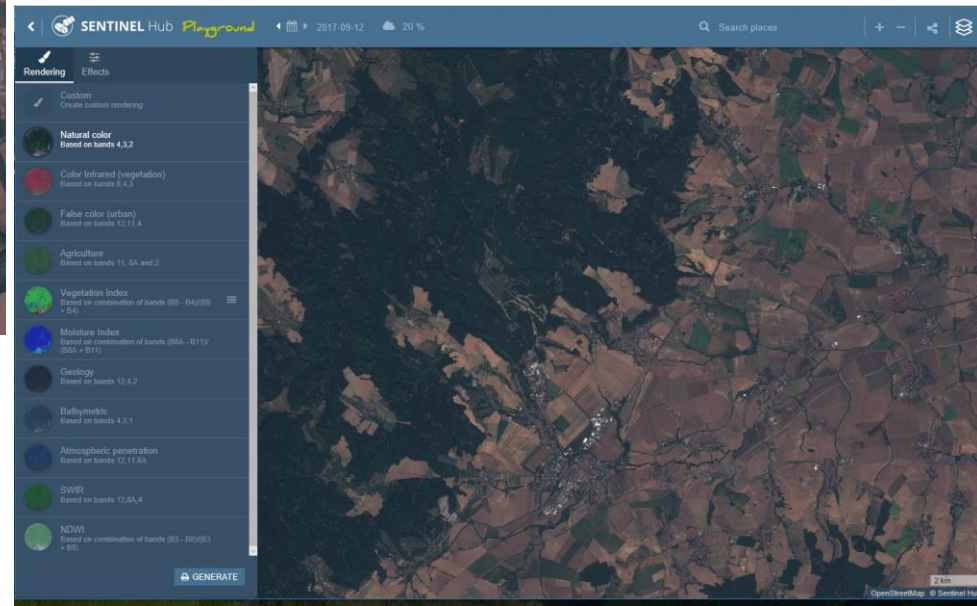 SENTINEL Hub Playground
2017-09-12
20 %
Search places
Rendering
Effects
Custom
Create custom rendering
Natural color
Based on bands 4,3,2
Color Infrared (vegetation)
Based on bands 8,4,3
False color (urban)
Based on bands 12,11,4
Agriculture
Based on bands 11, 8A and 2
Vegetation Index
Based on combination of bands (B8 - B4)/(B8
+ B4)
Moisture Index
Based on combination of bands (B8A - B11)/
(B8A + B11)
Geology
Based on bands 12,4,2
Bathymetric
Based on bands 4,3,1
Atmospheric penetration
Based on bands 12,11,8A
SWIR
Based on bands 12,8A,4
NDWI
Based on combination of bands (B3 - B8)/(B3
+ B8)
GENERATE
2 km
OpenStreetMap © Sentinel Hu